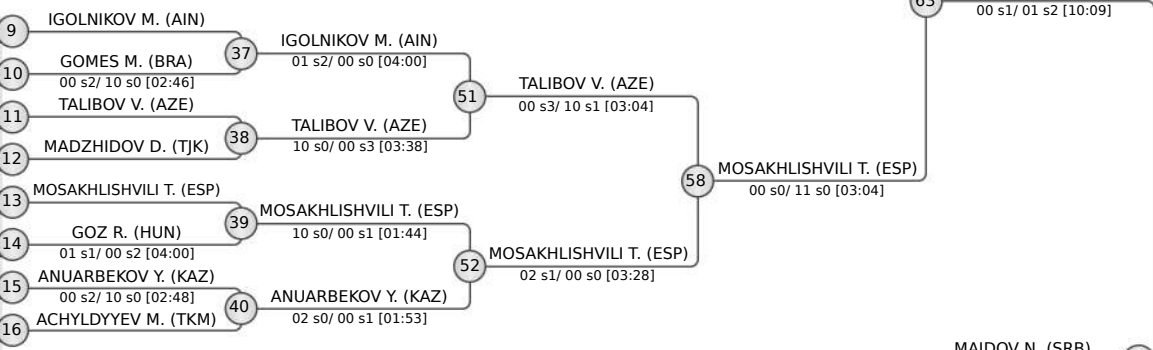 63
00 s1/ 01 s2 [10:09]
9
IGOLNIKOV M. (AIN)
37
IGOLNIKOV M. (AIN)
01 s2/ 00 s0 [04:00]
10
GOMES M. (BRA)
00 s2/ 10 s0 [02:46]
51
TALIBOV V. (AZE)
00 s3/ 10 s1 [03:04]
11
TALIBOV V. (AZE)
38
TALIBOV V. (AZE)
10 s0/ 00 s3 [03:38]
12
MADZHIDOV D. (TJK)
58
MOSAKHLISHVILI T. (ESP)
00 s0/ 11 s0 [03:04]
13
MOSAKHLISHVILI T. (ESP)
39
MOSAKHLISHVILI T. (ESP)
10 s0/ 00 s1 [01:44]
14
GOZ R. (HUN)
01 s1/ 00 s2 [04:00]
52
MOSAKHLISHVILI T. (ESP)
02 s1/ 00 s0 [03:28]
15
ANUARBEKOV Y. (KAZ)
00 s2/ 10 s0 [02:48]
40
ANUARBEKOV Y. (KAZ)
02 s0/ 00 s1 [01:53]
16
ACHYLDYYEV M. (TKM)
MAJDOV N. (SRB)